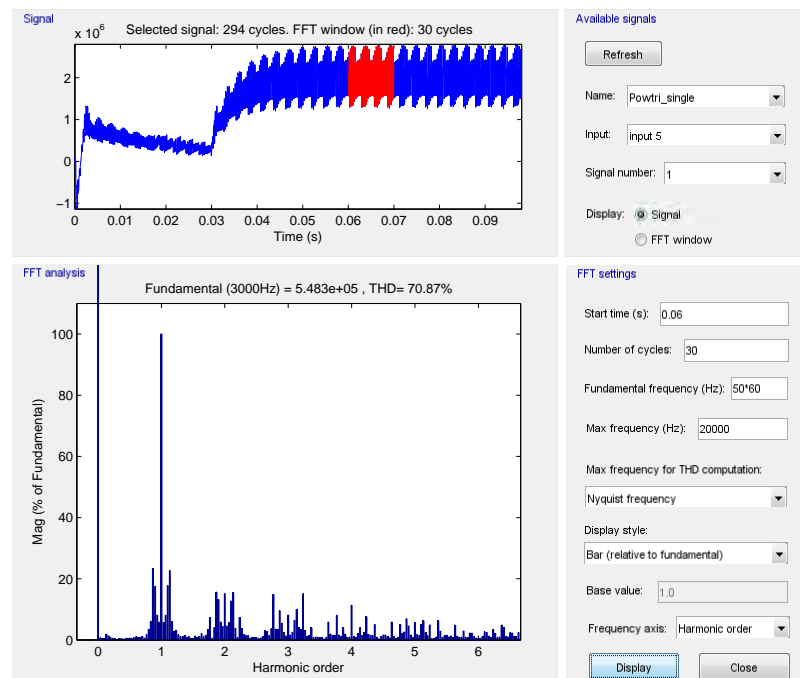 Signal
Selected signal: 294 cycles. FFT window (in red): 30 cycles
x 10^6
2
1
0
−1
0 0.01 0.02 0.03 0.04 0.05 0.06 0.07 0.08 0.09
Time (s)
Available signals
Refresh
Name: Powtri_single
Input: input 5
Signal number: 1
Display: Signal
FFT window
FFT analysis
Fundamental (3000Hz) = 5.483e+05 , THD= 70.87%
Mag (% of Fundamental)
100
80
60
40
20
0
0 1 2 3 4 5 6
Harmonic order
FFT settings
Start time (s): 0.06
Number of cycles: 30
Fundamental frequency (Hz): 50*60
Max frequency (Hz): 20000
Max frequency for THD computation:
Nyquist frequency
Display style:
Bar (relative to fundamental)
Base value: 1.0
Frequency axis: Harmonic order
Display Close